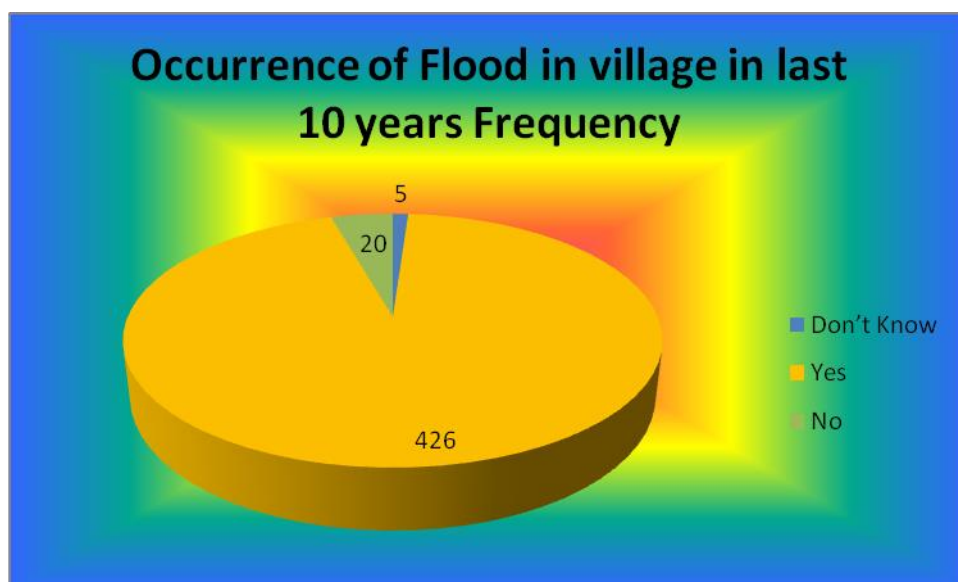 Occurrence of Flood in village in last
10 years Frequency
5
20
426
Don’t Know
Yes
No